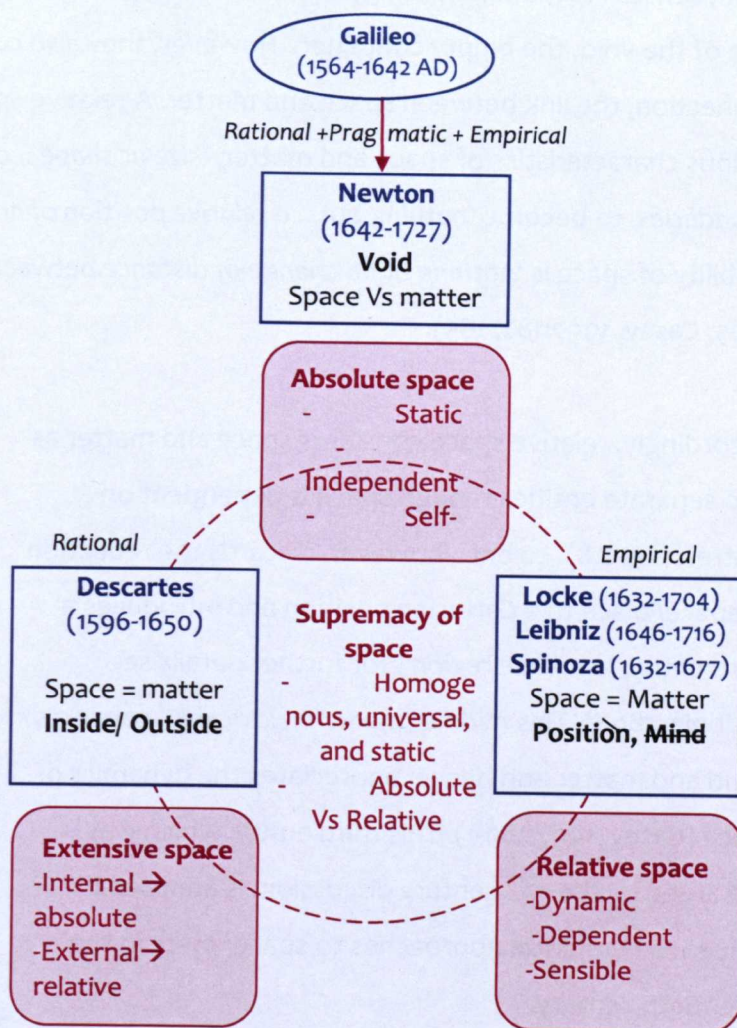 Galileo
(1564-1642 AD)
Rational +Prag matic + Empirical
Newton
(1642-1727)
Void
Space Vs matter
Absolute space
- Static
-
Independent
- Self-
Rational
Descartes
(1596-1650)
Space = matter
Inside/ Outside
Supremacy of
space
- Homoge
nous, universal,
and static
- Absolute
Vs Relative
Empirical
Locke (1632-1704)
Leibniz (1646-1716)
Spinoza (1632-1677)
Space = Matter
Position, Mind
Extensive space
-Internal→
absolute
-External→
relative
Relative space
-Dynamic
-Dependent
-Sensible